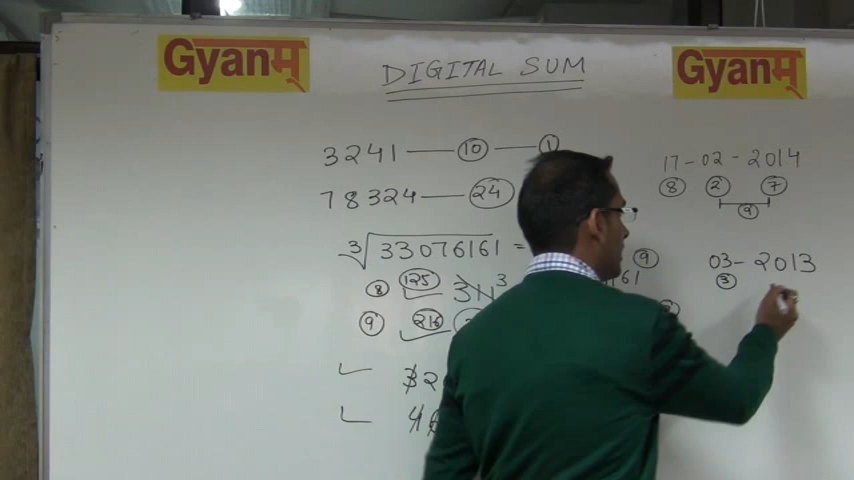 Gyanम्
DIGITAL SUM
Gyanम्
3241 — 10 — 1
78324 — 24
∛33076161 =
8 125 311³
9 216
17-02-2014
8 2 7
9
9
61
03-2013
3